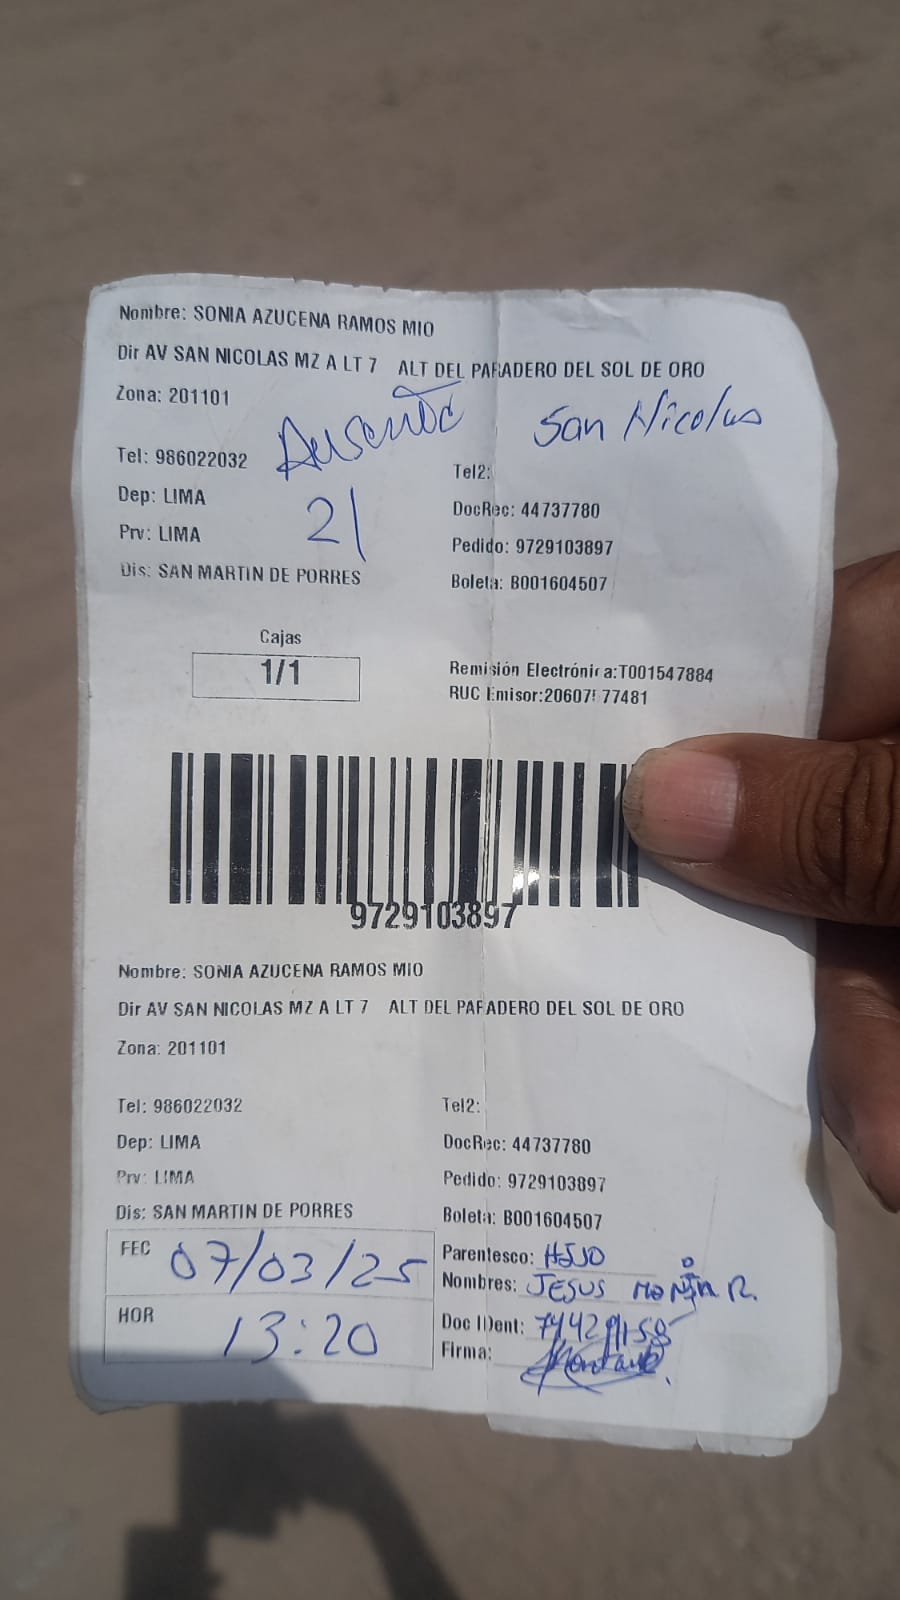 Nombre: SONIA AZUCENA RAMOS MIO
Dir AV SAN NICOLAS MZ A LT 7 ALT DEL PARADERO DEL SOL DE ORO
Zona: 201101
Ausente San Nicolas
Tel: 986022032 Tel2:
Dep: LIMA DocRec: 44737780
21
Prv: LIMA Pedido: 9729103897
Dis: SAN MARTIN DE PORRES Boleta: B001604507
Cajas
1/1
Remisión Electrónica:T001547884
RUC Emisor:20607577481
9729103897
Nombre: SONIA AZUCENA RAMOS MIO
Dir AV SAN NICOLAS MZ A LT 7 ALT DEL PARADERO DEL SOL DE ORO
Zona: 201101
Tel: 986022032 Tel2:
Dep: LIMA DocRec: 44737780
Prv: LIMA Pedido: 9729103897
Dis: SAN MARTIN DE PORRES Boleta: B001604507
FEC 07/03/25 Parentesco: HIJO
Nombres: JESUS R.
HOR 13:20 Doc IDent:
Firma: